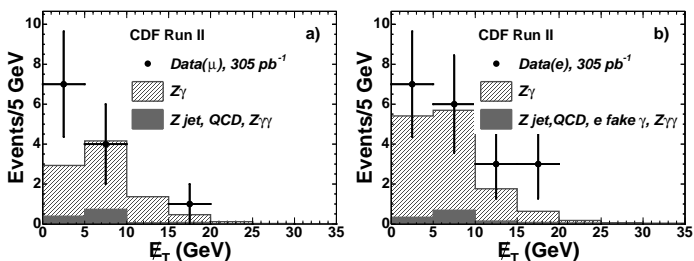 CDF Run II
a)
Data(μ), 305 pb⁻¹
Zγ
Z jet, QCD, Zγγ
Events/5 GeV
10
8
6
4
2
0
0 5 10 15 20 25 30 35
E̸_T (GeV)
CDF Run II
b)
Data(e), 305 pb⁻¹
Zγ
Z jet,QCD, e fake γ, Zγγ
Events/5 GeV
10
8
6
4
2
0
0 5 10 15 20 25 30 35
E̸_T (GeV)